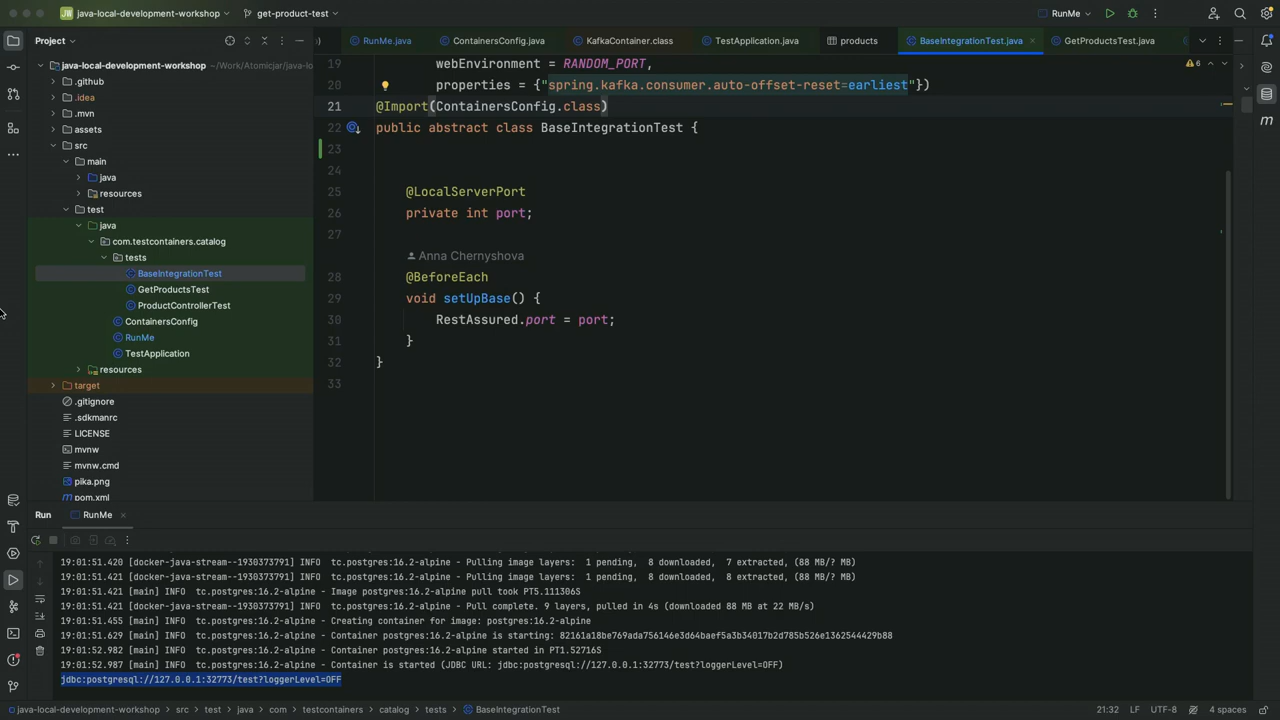 JW java-local-development-workshop get-product-test RunMe
Project RunMe.java ContainersConfig.java KafkaContainer.class TestApplication.java products BaseIntegrationTest.java GetProductsTest.java
java-local-development-workshop ~/Work/Atomicjar/java-lo
.github
.idea
.mvn
assets
src
main
java
resources
test
java
com.testcontainers.catalog
tests
BaseIntegrationTest
GetProductsTest
ProductControllerTest
ContainersConfig
RunMe
TestApplication
resources
target
.gitignore
.sdkmanrc
LICENSE
mvnw
mvnw.cmd
pika.png
pom.xml
6
19 webEnvironment = RANDOM_PORT,
20 properties = {"spring.kafka.consumer.auto-offset-reset=earliest"})
21 @Import(ContainersConfig.class)
22 public abstract class BaseIntegrationTest {
23
24
25 @LocalServerPort
26 private int port;
27
Anna Chernyshova
28 @BeforeEach
29 void setUpBase() {
30 RestAssured.port = port;
31 }
32 }
33
Run RunMe
19:01:51.420 [docker-java-stream--1930373791] INFO tc.postgres:16.2-alpine - Pulling image layers: 1 pending, 8 downloaded, 7 extracted, (88 MB/? MB)
19:01:51.421 [docker-java-stream--1930373791] INFO tc.postgres:16.2-alpine - Pulling image layers: 1 pending, 8 downloaded, 8 extracted, (88 MB/? MB)
19:01:51.421 [main] INFO tc.postgres:16.2-alpine - Image postgres:16.2-alpine pull took PT5.111306S
19:01:51.421 [docker-java-stream--1930373791] INFO tc.postgres:16.2-alpine - Pull complete. 9 layers, pulled in 4s (downloaded 88 MB at 22 MB/s)
19:01:51.455 [main] INFO tc.postgres:16.2-alpine - Creating container for image: postgres:16.2-alpine
19:01:51.629 [main] INFO tc.postgres:16.2-alpine - Container postgres:16.2-alpine is starting: 82161a18be769ada756146e3d64baef5a3b34017b2d785b526e1362544429b88
19:01:52.982 [main] INFO tc.postgres:16.2-alpine - Container postgres:16.2-alpine started in PT1.52716S
19:01:52.987 [main] INFO tc.postgres:16.2-alpine - Container is started (JDBC URL: jdbc:postgresql://127.0.0.1:32773/test?loggerLevel=OFF)
jdbc:postgresql://127.0.0.1:32773/test?loggerLevel=OFF
java-local-development-workshop > src > test > java > com > testcontainers > catalog > tests > BaseIntegrationTest 21:32 LF UTF-8 4 spaces